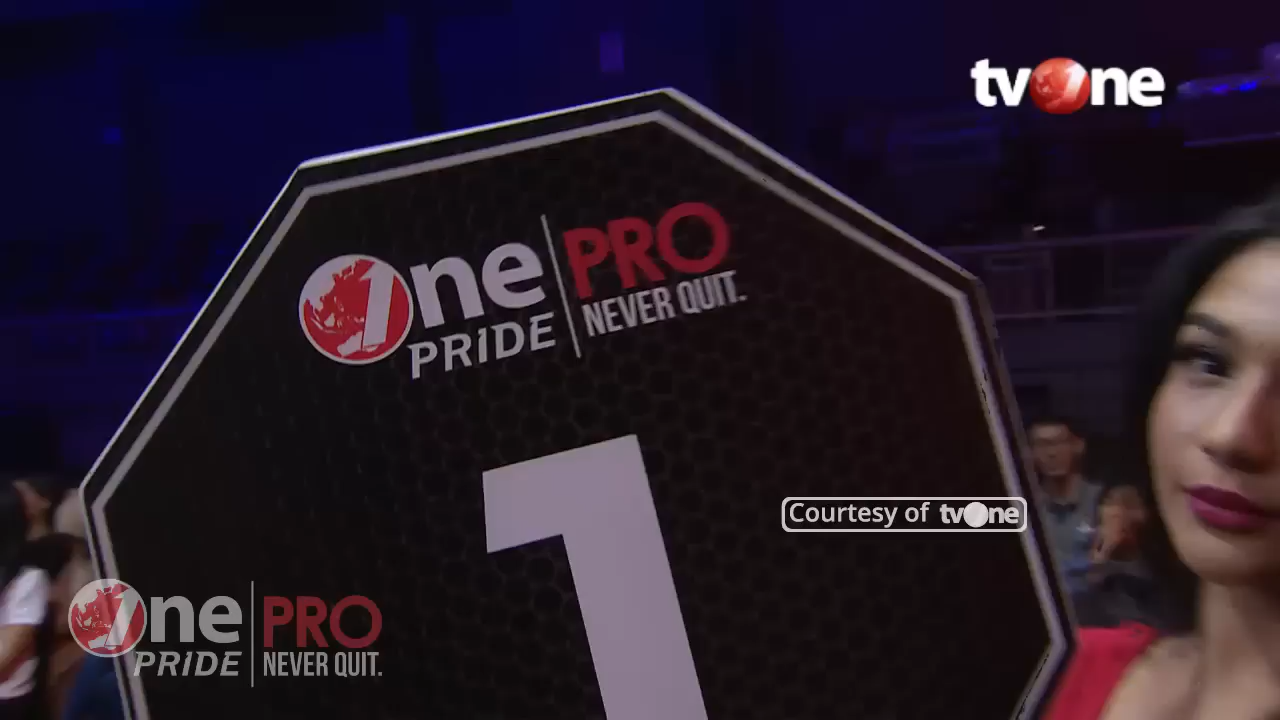 tvOne
One PRIDE PRO NEVER QUIT.
1
Courtesy of tvOne
One PRIDE PRO NEVER QUIT.